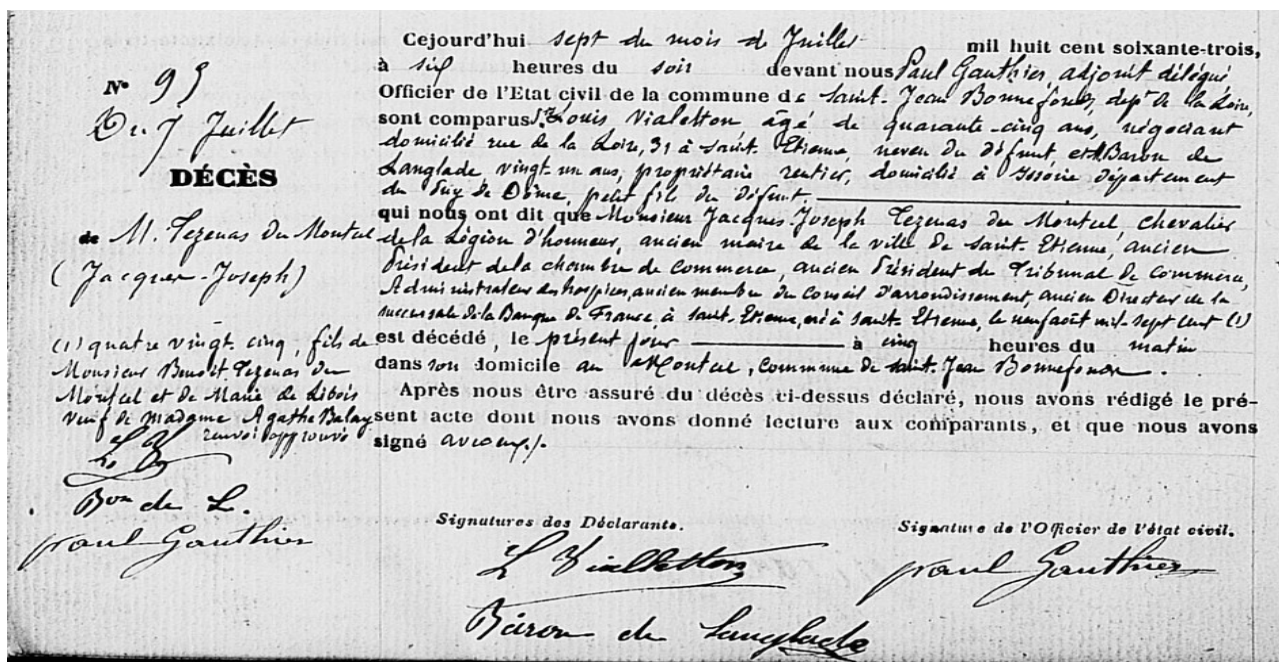 N° 95
Du 7 Juillet
DÉCÈS
de M. Tezenas du Montcel
(Jacques-Joseph)
(1) quatre vingt cinq, fils de
Monsieur Benoit Tezenas du
Montcel et de Marie de Libois
veuf de madame Agathe Balay
renvoi approuvé
L V
Bon de L.
paul Gauthier
Cejourd'hui sept du mois de Juillet mil huit cent soixante-trois,
à six heures du soir devant nous Paul Gauthier adjoint délégué
Officier de l'Etat civil de la commune de Saint-Jean Bonnefonds, dept de la Loire,
sont comparus Louis Vialetton âgé de quarante-cinq ans, négociant
domicilié rue de la Loire, 31 à Saint-Etienne, neveu du défunt, et Baron de
Langlade vingt-un ans, propriétaire rentier, domicilié à Issoire département
du Puy de Dôme, petit fils du défunt.
qui nous ont dit que Monsieur Jacques Joseph Tezenas du Montcel, chevalier
de la Légion d'honneur, ancien maire de la ville de Saint-Etienne, ancien
Président de la chambre de Commerce, ancien Président du Tribunal de Commerce,
Administrateur des hospices, ancien membre du Conseil d'arrondissement, ancien Directeur de la
succursale de la Banque de France à Saint-Etienne, né à Saint-Etienne, le neuf août mil-sept cent (1)
est décédé, le présent jour à cinq heures du matin
dans son domicile au Montcel, Commune de Saint-Jean Bonnefonds.
Après nous être assuré du décès ci-dessus déclaré, nous avons rédigé le pré-
sent acte dont nous avons donné lecture aux comparants, et que nous avons
signé avec eux.
Signatures des Déclarants.
Signature de l'Officier de l'état civil.
L Vialletton
paul Gauthier
Baron de Langlade